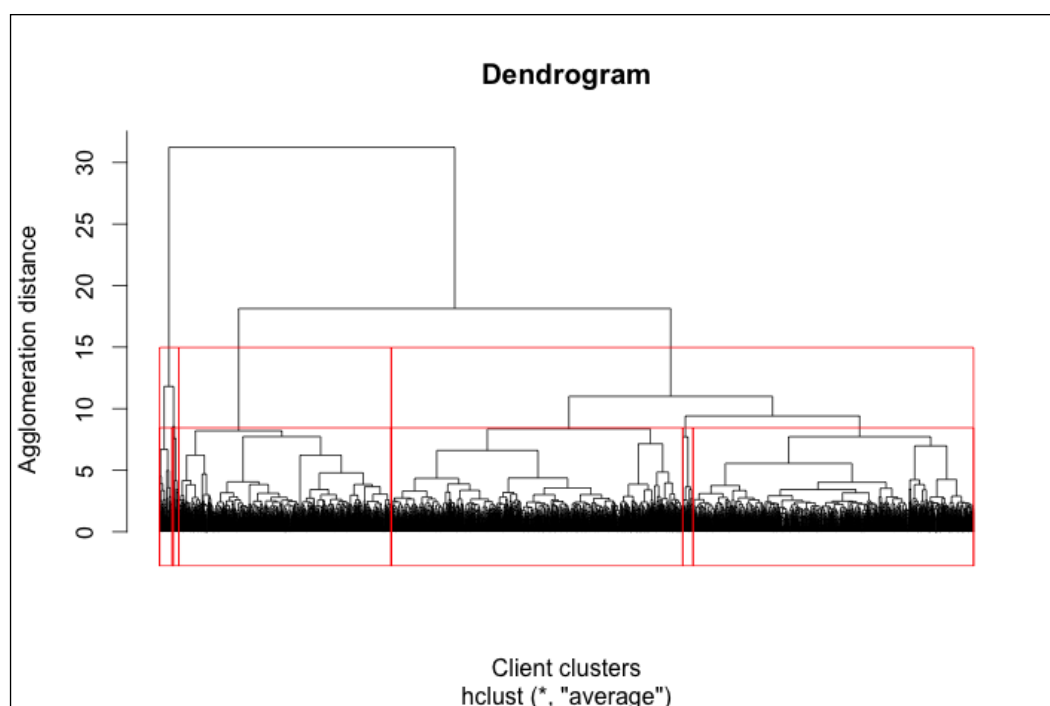 Dendrogram
Agglomeration distance
30
25
20
15
10
5
0
Client clusters
hclust (*, "average")